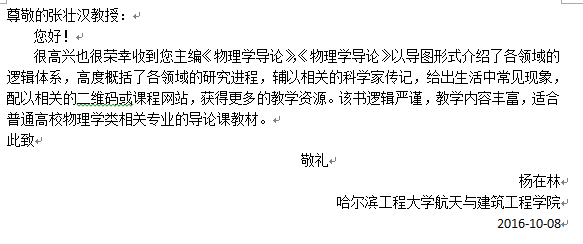 尊敬的张壮汉教授：
您好！
很高兴也很荣幸收到您主编《物理学导论》，《物理学导论》以导图形式介绍了各领域的
逻辑体系，高度概括了各领域的研究进程，辅以相关的科学家传记，给出生活中常见现象，
配以相关的二维码或课程网站，获得更多的教学资源。该书逻辑严谨，教学内容丰富，适合
普通高校物理学类相关专业的导论课教材。
此致
敬礼
杨在林
哈尔滨工程大学航天与建筑工程学院
2016-10-08